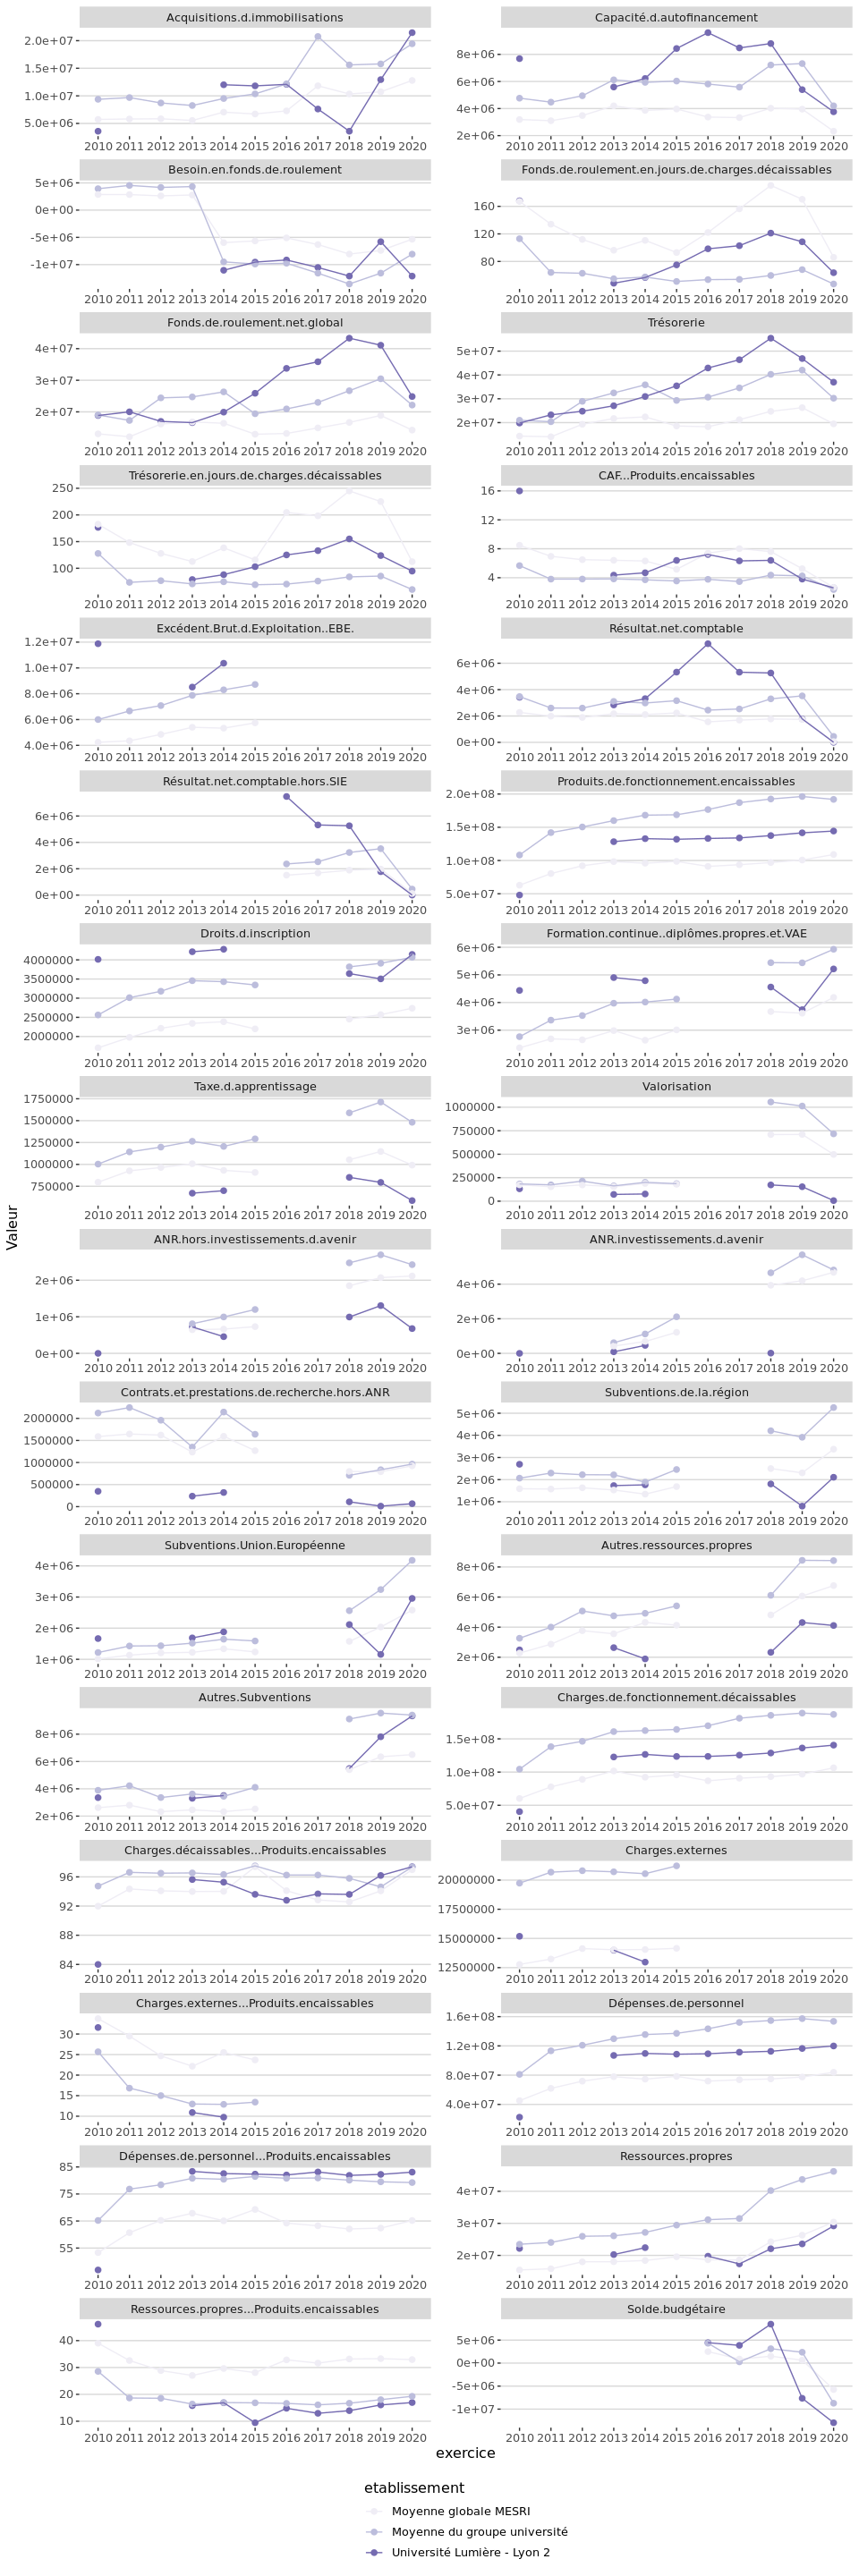 Acquisitions.d.immobilisations
2.0e+07
1.5e+07
1.0e+07
5.0e+06
2010 2011 2012 2013 2014 2015 2016 2017 2018 2019 2020
Capacité.d.autofinancement
8e+06
6e+06
4e+06
2e+06
2010 2011 2012 2013 2014 2015 2016 2017 2018 2019 2020
Besoin.en.fonds.de.roulement
5e+06
0e+00
-5e+06
-1e+07
2010 2011 2012 2013 2014 2015 2016 2017 2018 2019 2020
Fonds.de.roulement.en.jours.de.charges.décaissables
160
120
80
2010 2011 2012 2013 2014 2015 2016 2017 2018 2019 2020
Fonds.de.roulement.net.global
4e+07
3e+07
2e+07
2010 2011 2012 2013 2014 2015 2016 2017 2018 2019 2020
Trésorerie
5e+07
4e+07
3e+07
2e+07
2010 2011 2012 2013 2014 2015 2016 2017 2018 2019 2020
Trésorerie.en.jours.de.charges.décaissables
250
200
150
100
2010 2011 2012 2013 2014 2015 2016 2017 2018 2019 2020
CAF...Produits.encaissables
16
12
8
4
2010 2011 2012 2013 2014 2015 2016 2017 2018 2019 2020
Excédent.Brut.d.Exploitation..EBE.
1.2e+07
1.0e+07
8.0e+06
6.0e+06
4.0e+06
2010 2011 2012 2013 2014 2015 2016 2017 2018 2019 2020
Résultat.net.comptable
6e+06
4e+06
2e+06
0e+00
2010 2011 2012 2013 2014 2015 2016 2017 2018 2019 2020
Résultat.net.comptable.hors.SIE
6e+06
4e+06
2e+06
0e+00
2010 2011 2012 2013 2014 2015 2016 2017 2018 2019 2020
Produits.de.fonctionnement.encaissables
2.0e+08
1.5e+08
1.0e+08
5.0e+07
2010 2011 2012 2013 2014 2015 2016 2017 2018 2019 2020
Droits.d.inscription
4000000
3500000
3000000
2500000
2000000
2010 2011 2012 2013 2014 2015 2016 2017 2018 2019 2020
Formation.continue..diplômes.propres.et.VAE
6e+06
5e+06
4e+06
3e+06
2010 2011 2012 2013 2014 2015 2016 2017 2018 2019 2020
Taxe.d.apprentissage
1750000
1500000
1250000
1000000
750000
2010 2011 2012 2013 2014 2015 2016 2017 2018 2019 2020
Valorisation
1000000
750000
500000
250000
0
2010 2011 2012 2013 2014 2015 2016 2017 2018 2019 2020
Valeur
ANR.hors.investissements.d.avenir
2e+06
1e+06
0e+00
2010 2011 2012 2013 2014 2015 2016 2017 2018 2019 2020
ANR.investissements.d.avenir
4e+06
2e+06
0e+00
2010 2011 2012 2013 2014 2015 2016 2017 2018 2019 2020
Contrats.et.prestations.de.recherche.hors.ANR
2000000
1500000
1000000
500000
0
2010 2011 2012 2013 2014 2015 2016 2017 2018 2019 2020
Subventions.de.la.région
5e+06
4e+06
3e+06
2e+06
1e+06
2010 2011 2012 2013 2014 2015 2016 2017 2018 2019 2020
Subventions.Union.Européenne
4e+06
3e+06
2e+06
1e+06
2010 2011 2012 2013 2014 2015 2016 2017 2018 2019 2020
Autres.ressources.propres
8e+06
6e+06
4e+06
2e+06
2010 2011 2012 2013 2014 2015 2016 2017 2018 2019 2020
Autres.Subventions
8e+06
6e+06
4e+06
2e+06
2010 2011 2012 2013 2014 2015 2016 2017 2018 2019 2020
Charges.de.fonctionnement.décaissables
1.5e+08
1.0e+08
5.0e+07
2010 2011 2012 2013 2014 2015 2016 2017 2018 2019 2020
Charges.décaissables...Produits.encaissables
96
92
88
84
2010 2011 2012 2013 2014 2015 2016 2017 2018 2019 2020
Charges.externes
20000000
17500000
15000000
12500000
2010 2011 2012 2013 2014 2015 2016 2017 2018 2019 2020
Charges.externes...Produits.encaissables
30
25
20
15
10
2010 2011 2012 2013 2014 2015 2016 2017 2018 2019 2020
Dépenses.de.personnel
1.6e+08
1.2e+08
8.0e+07
4.0e+07
2010 2011 2012 2013 2014 2015 2016 2017 2018 2019 2020
Dépenses.de.personnel...Produits.encaissables
85
75
65
55
2010 2011 2012 2013 2014 2015 2016 2017 2018 2019 2020
Ressources.propres
4e+07
3e+07
2e+07
2010 2011 2012 2013 2014 2015 2016 2017 2018 2019 2020
Ressources.propres...Produits.encaissables
40
30
20
10
2010 2011 2012 2013 2014 2015 2016 2017 2018 2019 2020
Solde.budgétaire
5e+06
0e+00
-5e+06
-1e+07
2010 2011 2012 2013 2014 2015 2016 2017 2018 2019 2020
exercice
etablissement
Moyenne globale MESRI
Moyenne du groupe université
Université Lumière - Lyon 2